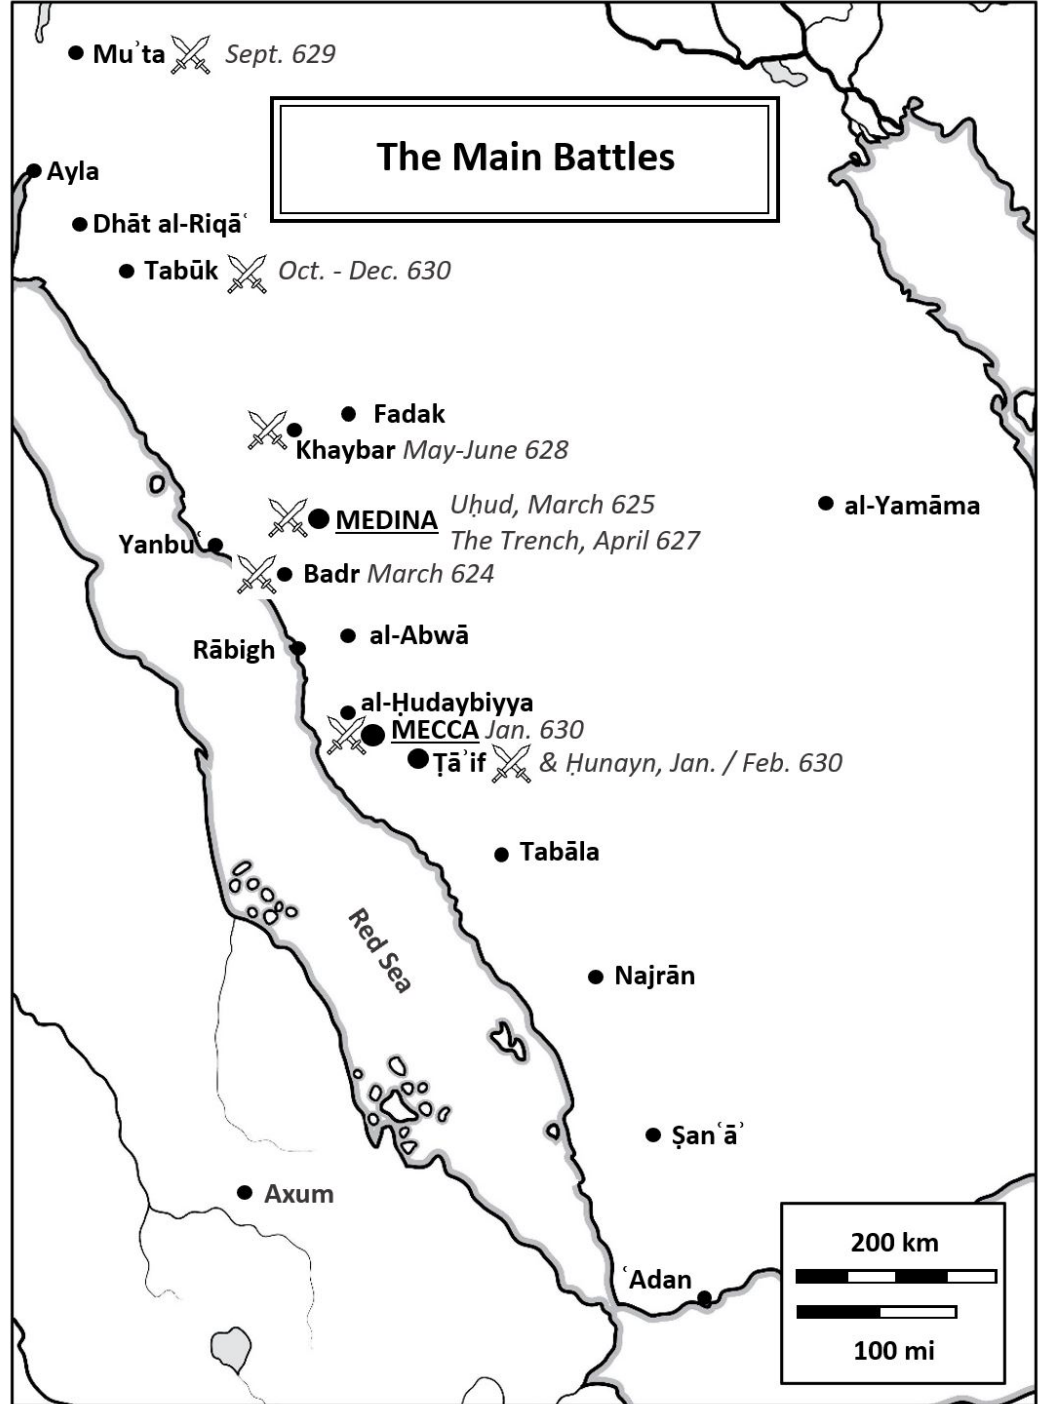 Muʾta Sept. 629
The Main Battles
Ayla
Dhāt al-Riqāʿ
Tabūk Oct. - Dec. 630
Fadak
Khaybar May-June 628
Uḥud, March 625
MEDINA
The Trench, April 627
al-Yamāma
Yanbuʿ
Badr March 624
al-Abwā
Rābigh
al-Ḥudaybiyya
MECCA Jan. 630
Ṭāʾif & Ḥunayn, Jan. / Feb. 630
Tabāla
Red Sea
Najrān
Ṣanʿāʾ
Axum
200 km
ʿAdan
100 mi